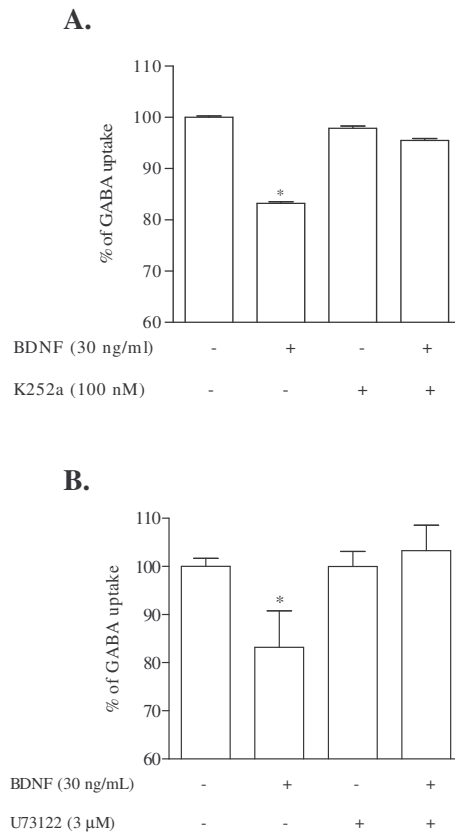 A.
110
100
90
80
70
60
% of GABA uptake
*
BDNF (30 ng/ml) - + - +
K252a (100 nM) - - + +
B.
110
100
90
80
70
60
% of GABA uptake
*
BDNF (30 ng/mL) - + - +
U73122 (3 µM) - - + +